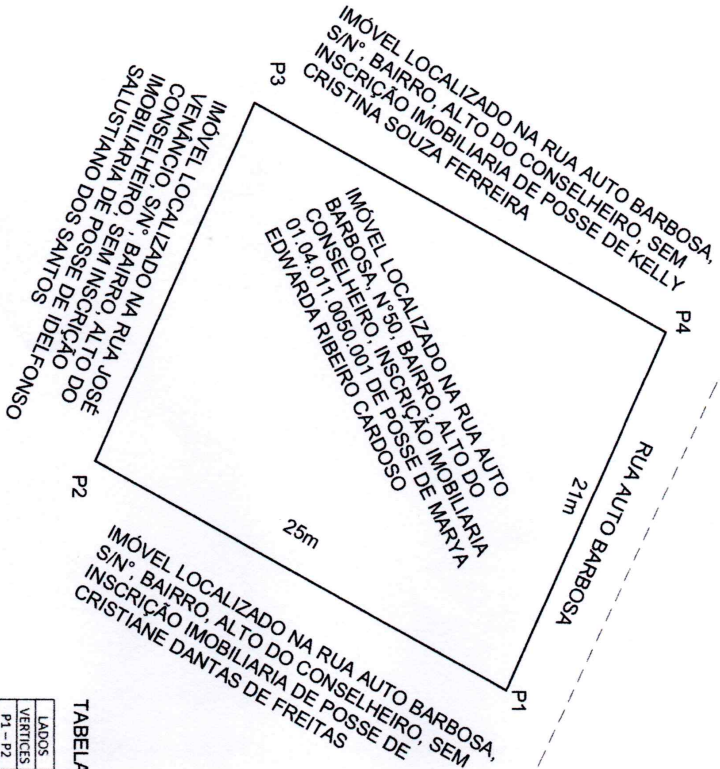 IMÓVEL LOCALIZADO NA RUA AUTO BARBOSA,
S/N°, BAIRRO, ALTO DO CONSELHEIRO, SEM
INSCRIÇÃO IMOBILIARIA DE POSSE DE KELLY
CRISTINA SOUZA FERREIRA
P3
P4
RUA AUTO BARBOSA
21m
IMÓVEL LOCALIZADO NA RUA AUTO
BARBOSA, N°50, BAIRRO, ALTO DO
CONSELHEIRO, INSCRIÇÃO IMOBILIARIA
01.04.011.0050.001 DE POSSE DE MARYA
EDWARDA RIBEIRO CARDOSO
IMÓVEL LOCALIZADO NA RUA JOSÉ
VENÂNCIO, S/N°, BAIRRO, ALTO DO
CONSELHEIRO, SEM INSCRIÇÃO
IMOBILIARIA, DE POSSE DE IDELFONSO
SALUSTIANO DOS SANTOS
P2
25m
P1
IMÓVEL LOCALIZADO NA RUA AUTO BARBOSA,
S/N°, BAIRRO, ALTO DO CONSELHEIRO, SEM
INSCRIÇÃO IMOBILIARIA DE POSSE DE
CRISTIANE DANTAS DE FREITAS
TABELA
LADOS
VERTICES
P1 – P2